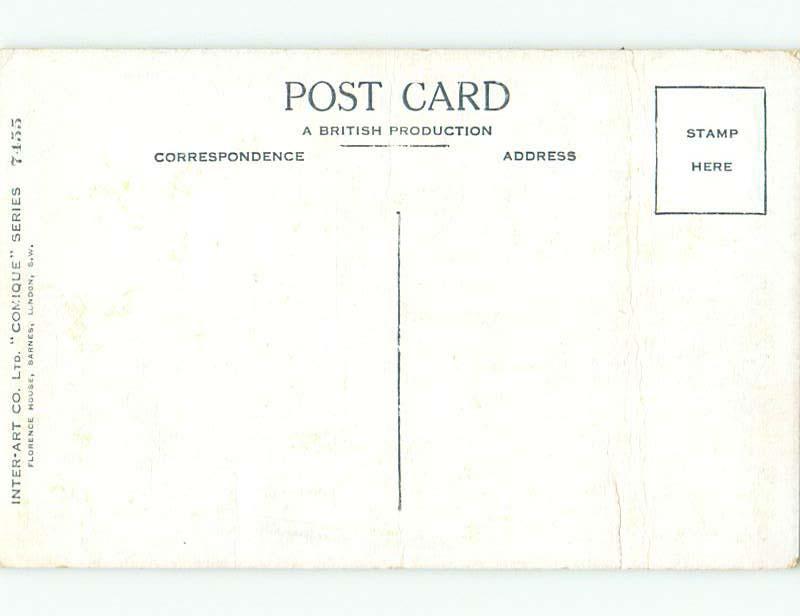 POST CARD
A BRITISH PRODUCTION
CORRESPONDENCE
ADDRESS
STAMP
HERE
INTER-ART CO. LTD. "COMIQUE" SERIES 7455
FLORENCE HOUSE, BARNES, LONDON, S.W.